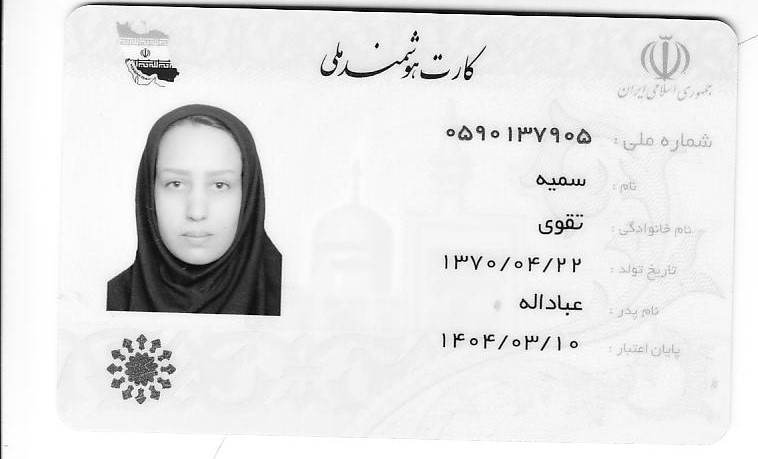 کارت هوشمند ملی
جمهوری اسلامی ایران
شماره ملی : ۰۵۹۰۱۳۷۹۰۵
نام : سمیه
نام خانوادگی : تقوی
تاریخ تولد : ۱۳۷۰/۰۴/۲۲
نام پدر : عباداله
پایان اعتبار : ۱۴۰۴/۰۳/۱۰